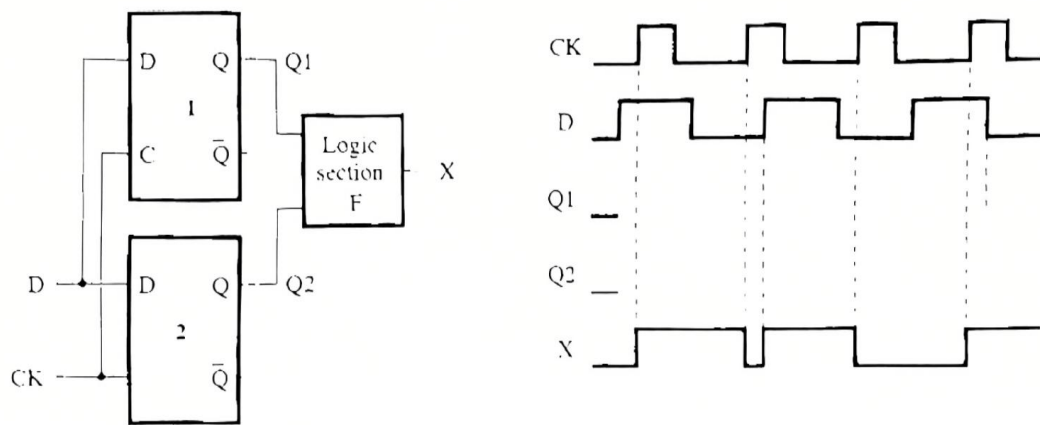 D Q Q1
1
C Q̅
Logic
section
F
X
D D Q Q2
2
CK Q̅
CK
D
Q1
Q2
X